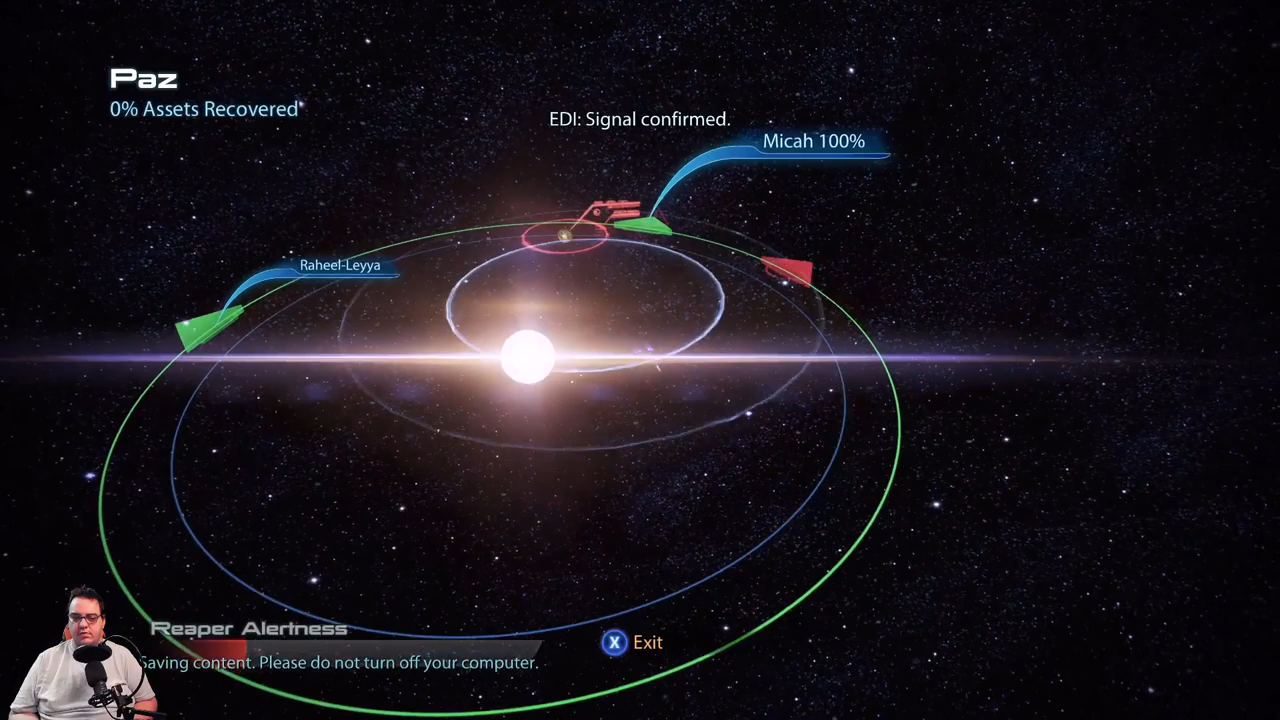 Paz
0% Assets Recovered
EDI: Signal confirmed.
Micah 100%
Raheel-Leyya
Reaper Alertness
Saving content. Please do not turn off your computer.
X Exit